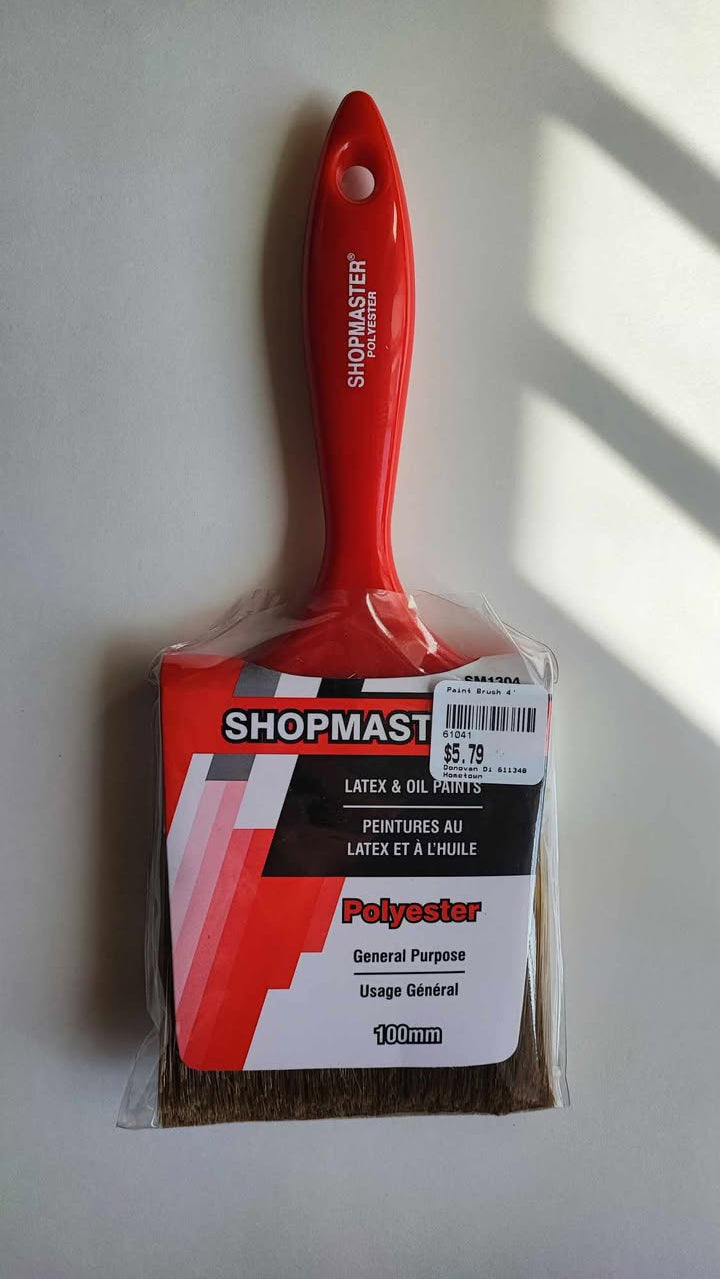 SHOPMASTER®
POLYESTER
SM1304
Paint Brush 4'
SHOPMAST
61041
$5.79
Donovan Di 611348
Hometown
LATEX & OIL PAINTS
PEINTURES AU
LATEX ET À L'HUILE
Polyester
General Purpose
Usage Général
100mm